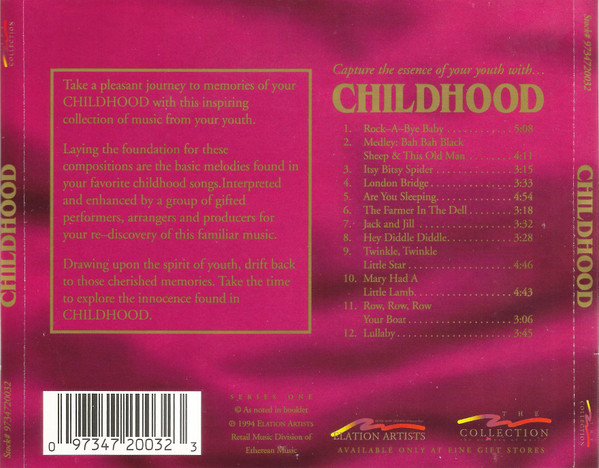 THE
COLLECTION
CHILDHOOD
Stock# 9734720032
Take a pleasant journey to memories of your
CHILDHOOD with this inspiring
collection of music from your youth.
Laying the foundation for these
compositions are the basic melodies found in
your favorite childhood songs.Interpreted
and enhanced by a group of gifted
performers, arrangers and producers for
your re–discovery of this familiar music.
Drawing upon the spirit of youth, drift back
to those cherished memories. Take the time
to explore the innocence found in
CHILDHOOD.
0 97347 20032 3
Capture the essence of your youth with...
CHILDHOOD
1. Rock–A–Bye Baby . . . . . . . . . . . 5:08
2. Medley: Bah Bah Black
Sheep & This Old Man . . . . . . . . 4:11
3. Itsy Bitsy Spider . . . . . . . . . . . . . 3:15
4. London Bridge . . . . . . . . . . . . . . 3:33
5. Are You Sleeping. . . . . . . . . . . . . 4:54
6. The Farmer In The Dell . . . . . . . 3:18
7. Jack and Jill . . . . . . . . . . . . . . . . 3:32
8. Hey Diddle Diddle. . . . . . . . . . . 3:28
9. Twinkle, Twinkle
Little Star . . . . . . . . . . . . . . . . . . 4:46
10. Mary Had A
Little Lamb. . . . . . . . . . . . . . . . . 4:43
11. Row, Row, Row
Your Boat . . . . . . . . . . . . . . . . . . 3:06
12. Lullaby. . . . . . . . . . . . . . . . . . . . 3:45
SERIES ONE
© As noted in booklet
℗ 1994 ELATION ARTISTS
Retail Music Division of
Etherean Music
ELATION ARTISTS
THE
COLLECTION
AVAILABLE ONLY AT FINE GIFT STORES
Stock# 9734720032
CHILDHOOD
THE
COLLECTION